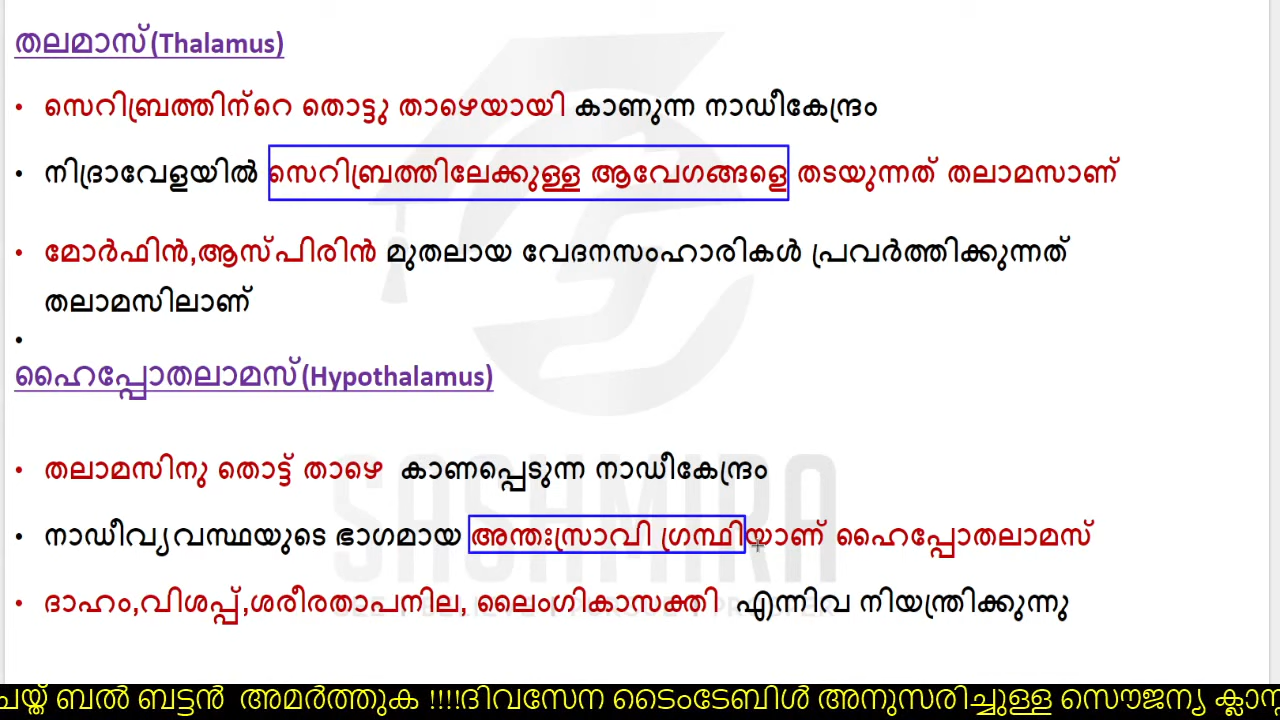 തലമാസ്(Thalamus)
• സെറിബ്രത്തിന്റെ തൊട്ടു താഴെയായി കാണുന്ന നാഡീകേന്ദ്രം
• നിദ്രാവേളയിൽ സെറിബ്രത്തിലേക്കുള്ള ആവേഗങ്ങളെ തടയുന്നത് തലാമസാണ്
• മോർഫിൻ,ആസ്പിരിൻ മുതലായ വേദനസംഹാരികൾ പ്രവർത്തിക്കുന്നത്
തലാമസിലാണ്
•
ഹൈപ്പോതലാമസ്(Hypothalamus)
• തലാമസിനു തൊട്ട് താഴെ കാണപ്പെടുന്ന നാഡീകേന്ദ്രം
• നാഡീവ്യവസ്ഥയുടെ ഭാഗമായ അന്തഃസ്രാവി ഗ്രന്ഥിയാണ് ഹൈപ്പോതലാമസ്
• ദാഹം,വിശപ്പ്,ശരീരതാപനില, ലൈംഗികാസക്തി എന്നിവ നിയന്ത്രിക്കുന്നു
SASHMIRA
ബൽ ബട്ടൻ അമർത്തുക !!!!ദിവസേന ടൈംടേബിൾ അനുസരിച്ചുള്ള സൌജന്യ